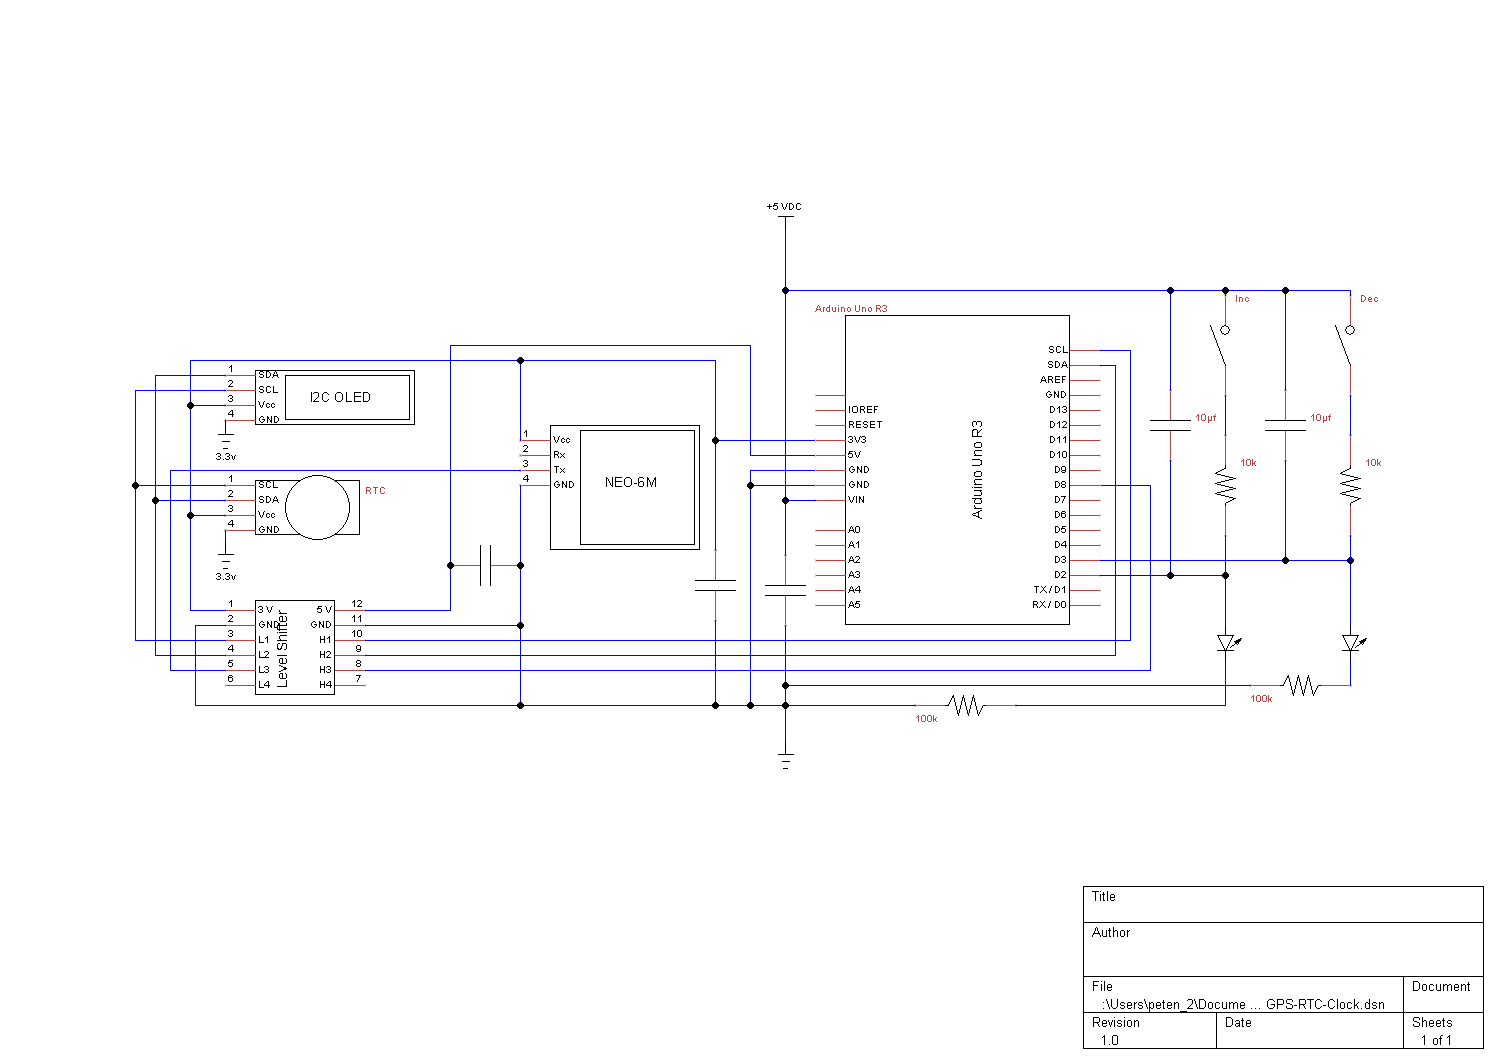 +5 VDC
Inc
Dec
Arduino Uno R3
SCL
SDA
AREF
GND
D13
D12
D11
D10
D9
D8
D7
D6
D5
D4
D3
D2
TX/D1
RX/D0
IOREF
RESET
3V3
5V
GND
GND
VIN
A0
A1
A2
A3
A4
A5
Arduino Uno R3
10µf
10µf
10k
10k
1 SDA
2 SCL
3 Vcc
4 GND
I2C OLED
3.3v
1 Vcc
2 Rx
3 Tx
4 GND
NEO-6M
1 SCL
2 SDA
3 Vcc
4 GND
RTC
3.3v
1 3V 5V 12
2 GND GND 11
3 L1 H1 10
4 L2 H2 9
5 L3 H3 8
6 L4 H4 7
Level Shifter
100k
100k
Title
Author
File Document
:\Users\peten_2\Docume ... GPS-RTC-Clock.dsn
Revision Date Sheets
1.0 1 of 1